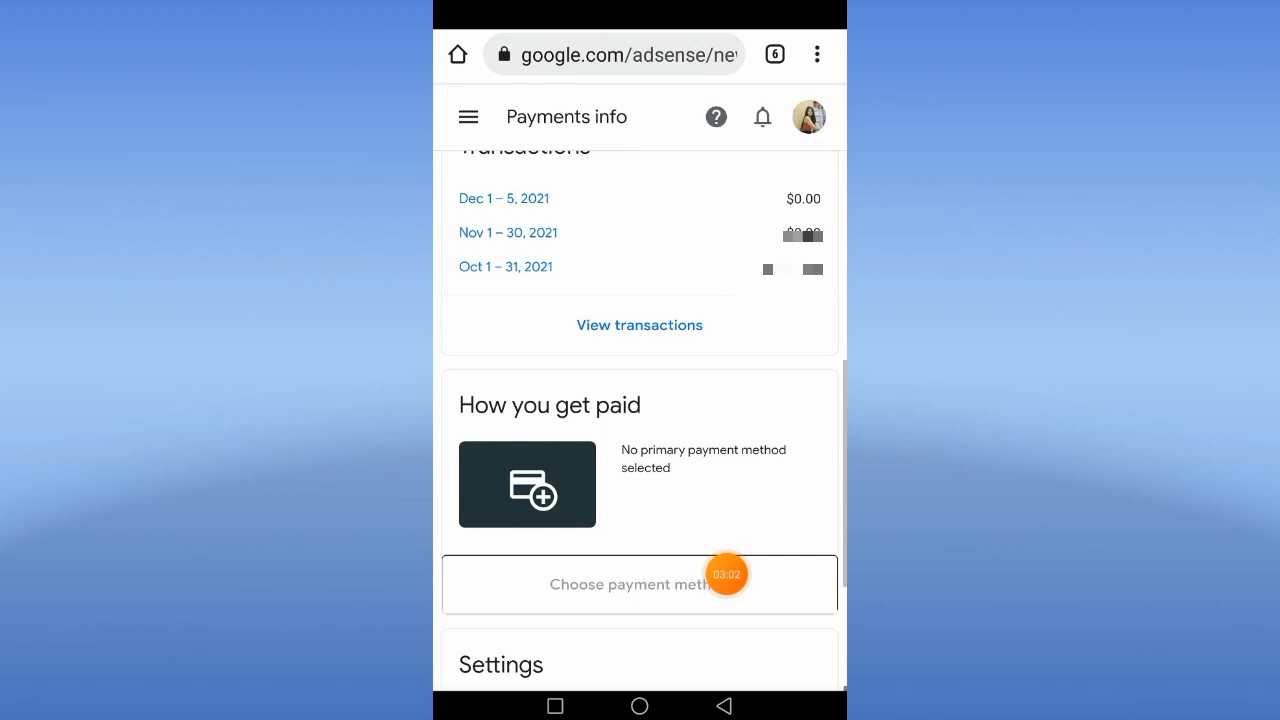 google.com/adsense/ne
6
Payments info
Transactions
Dec 1 – 5, 2021
$0.00
Nov 1 – 30, 2021
Oct 1 – 31, 2021
View transactions
How you get paid
No primary payment method
selected
Choose payment meth
03:02
Settings